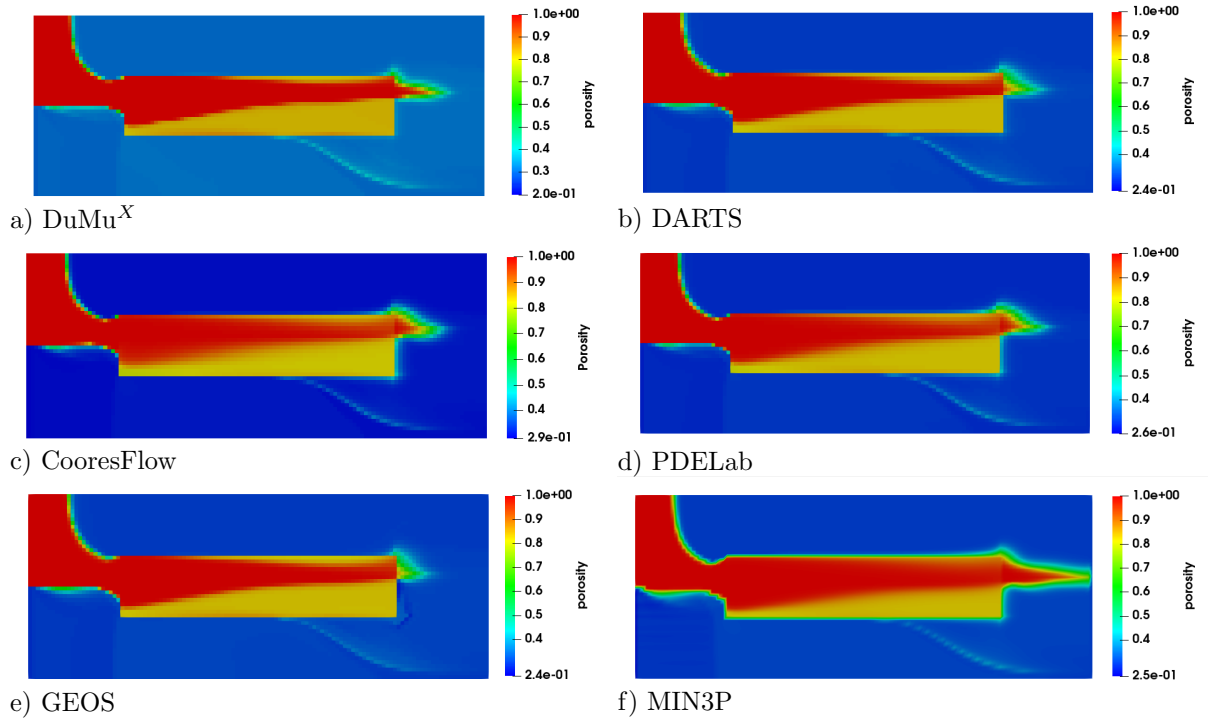 1.0e+00
0.9
0.8
0.7
0.6
0.5
0.4
0.3
2.0e-01
porosity
a) DuMuX
1.0e+00
0.9
0.8
0.7
0.6
0.5
0.4
2.4e-01
porosity
b) DARTS
1.0e+00
0.9
0.8
0.7
0.6
0.5
0.4
2.9e-01
Porosity
c) CooresFlow
1.0e+00
0.9
0.8
0.7
0.6
0.5
0.4
2.6e-01
porosity
d) PDELab
1.0e+00
0.9
0.8
0.7
0.6
0.5
0.4
2.4e-01
porosity
e) GEOS
1.0e+00
0.9
0.8
0.7
0.6
0.5
0.4
2.5e-01
porosity
f) MIN3P